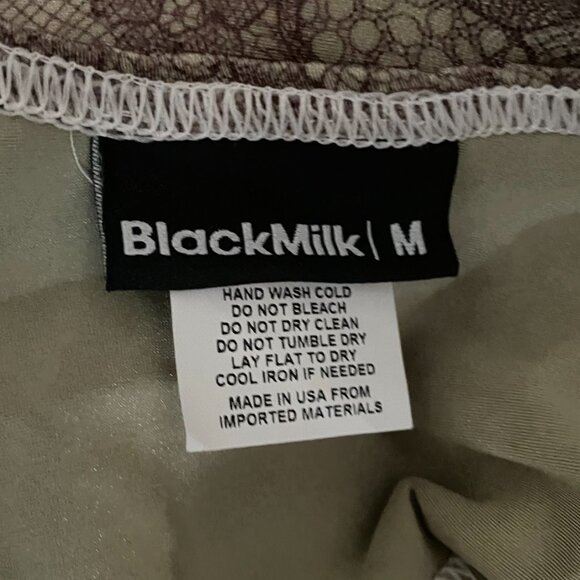 BlackMilk| M
HAND WASH COLD
DO NOT BLEACH
DO NOT DRY CLEAN
DO NOT TUMBLE DRY
LAY FLAT TO DRY
COOL IRON IF NEEDED
MADE IN USA FROM
IMPORTED MATERIALS